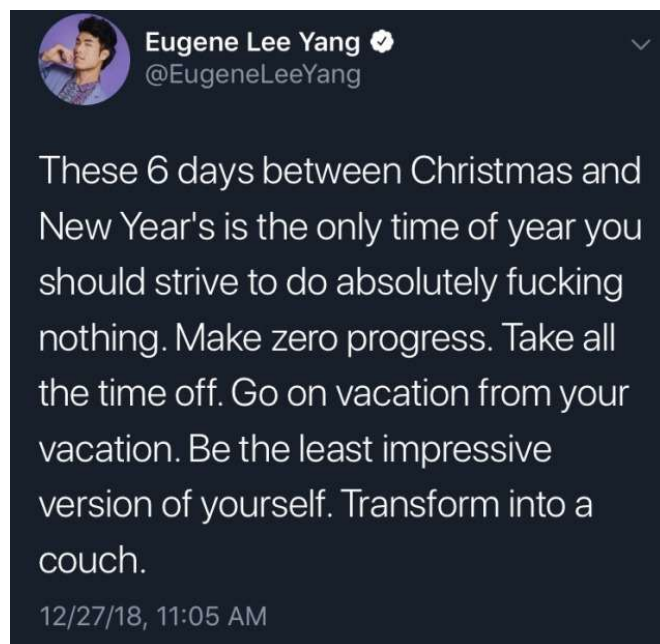 Eugene Lee Yang
@EugeneLeeYang
These 6 days between Christmas and
New Year's is the only time of year you
should strive to do absolutely fucking
nothing. Make zero progress. Take all
the time off. Go on vacation from your
vacation. Be the least impressive
version of yourself. Transform into a
couch.
12/27/18, 11:05 AM